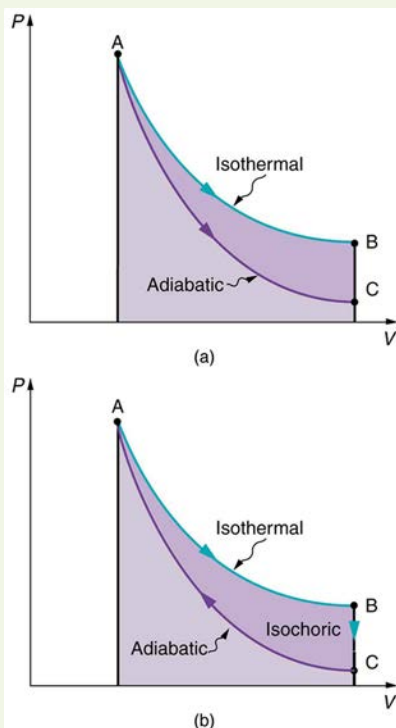 P
A
Isothermal
B
Adiabatic
C
V
(a)
P
A
Isothermal
B
Isochoric
Adiabatic
C
V
(b)